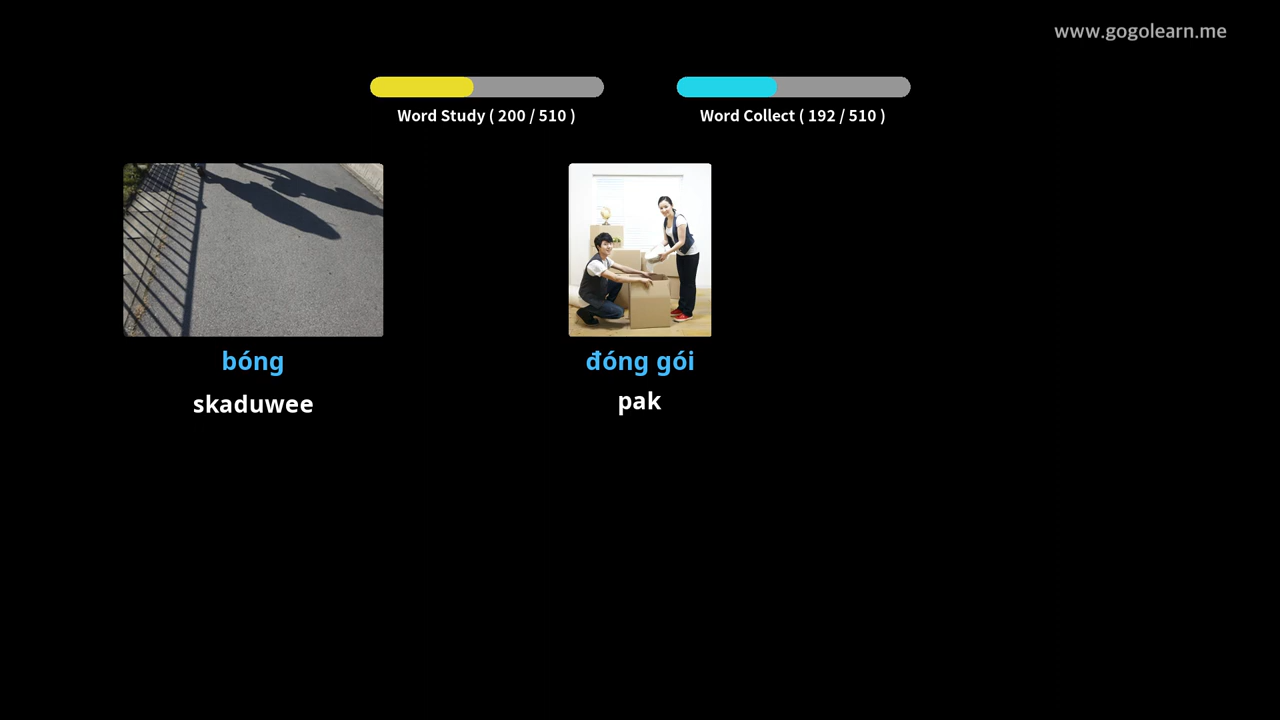 www.gogolearn.me
Word Study ( 200 / 510 )
Word Collect ( 192 / 510 )
bóng
skaduwee
đóng gói
pak